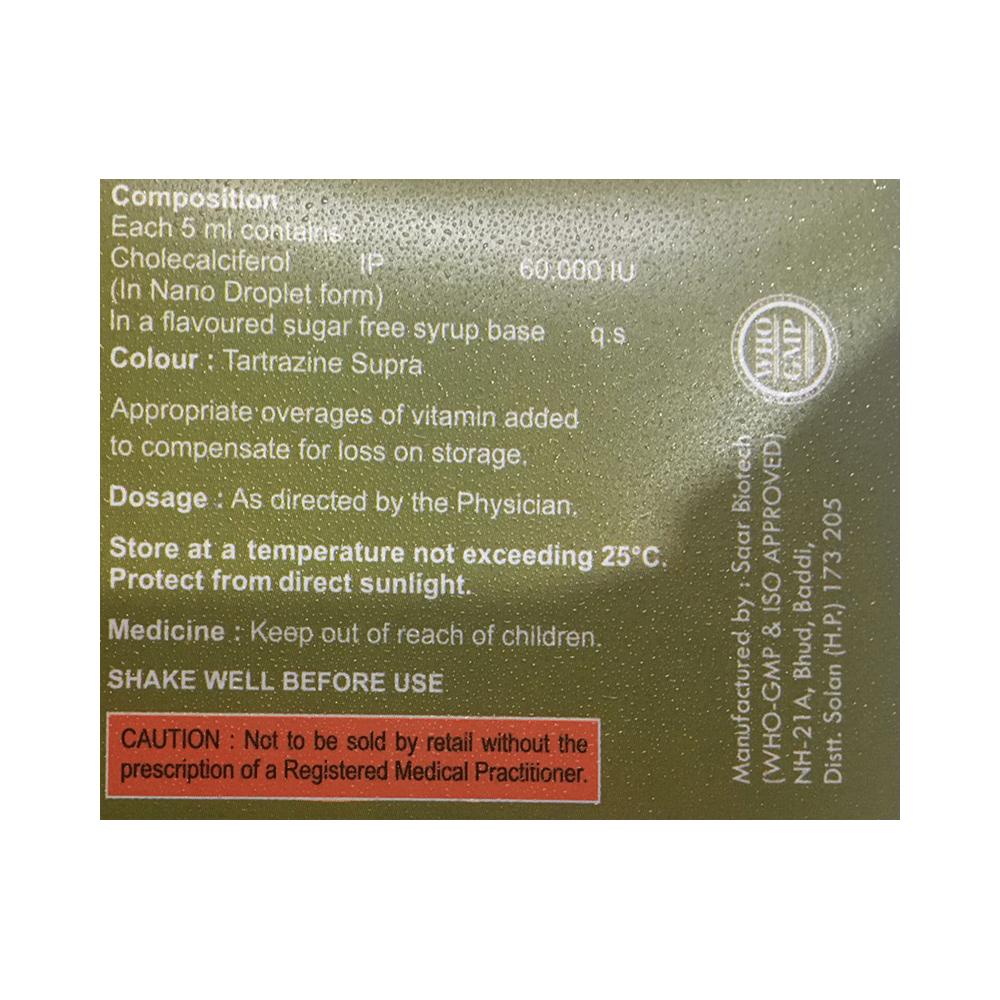 Composition :
Each 5 ml contains :
Cholecalciferol IP 60,000 IU
(In Nano Droplet form)
In a flavoured sugar free syrup base q.s
Colour : Tartrazine Supra
Appropriate overages of vitamin added
to compensate for loss on storage.
Dosage : As directed by the Physician.
Store at a temperature not exceeding 25°C.
Protect from direct sunlight.
Medicine : Keep out of reach of children.
SHAKE WELL BEFORE USE
CAUTION : Not to be sold by retail without the
prescription of a Registered Medical Practitioner.
WHO
GMP
Manufactured by : Saar Biotech
(WHO-GMP & ISO APPROVED)
NH-21A, Bhud, Baddi,
Distt. Solan (H.P.) 173 205